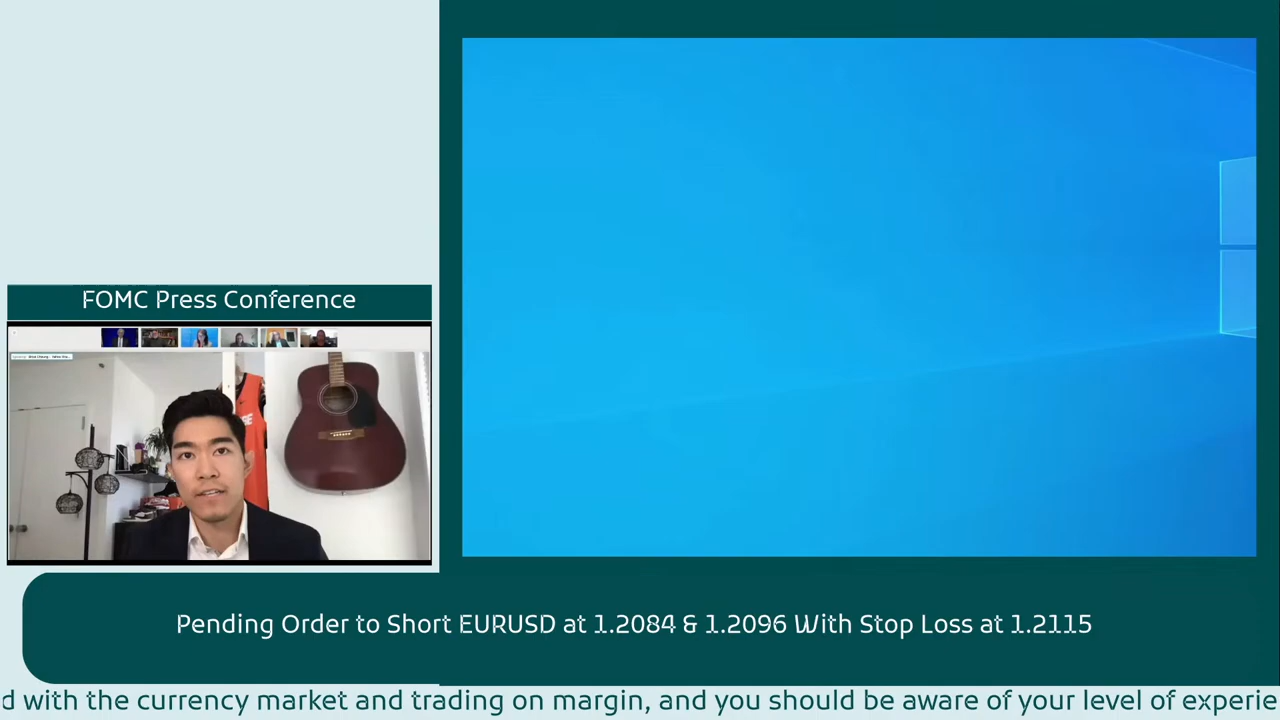 FOMC Press Conference
Pending Order to Short EURUSD at 1.2084 & 1.2096 With Stop Loss at 1.2115
d with the currency market and trading on margin, and you should be aware of your level of experie